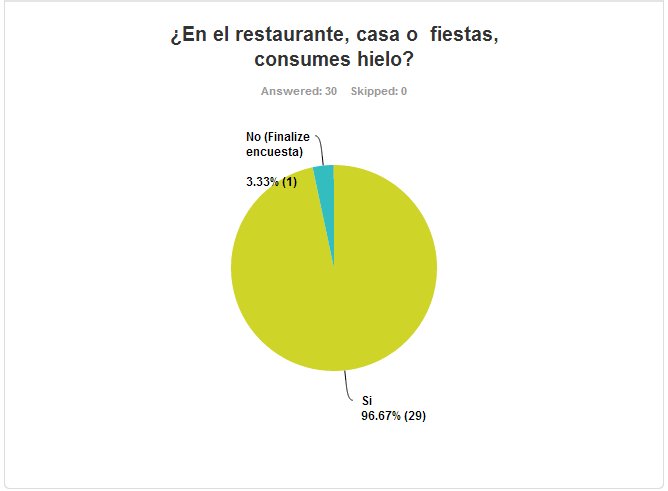 ¿En el restaurante, casa o  fiestas,
consumes hielo?
Answered: 30    Skipped: 0
No (Finalize
encuesta)
3.33% (1)
Si
96.67% (29)